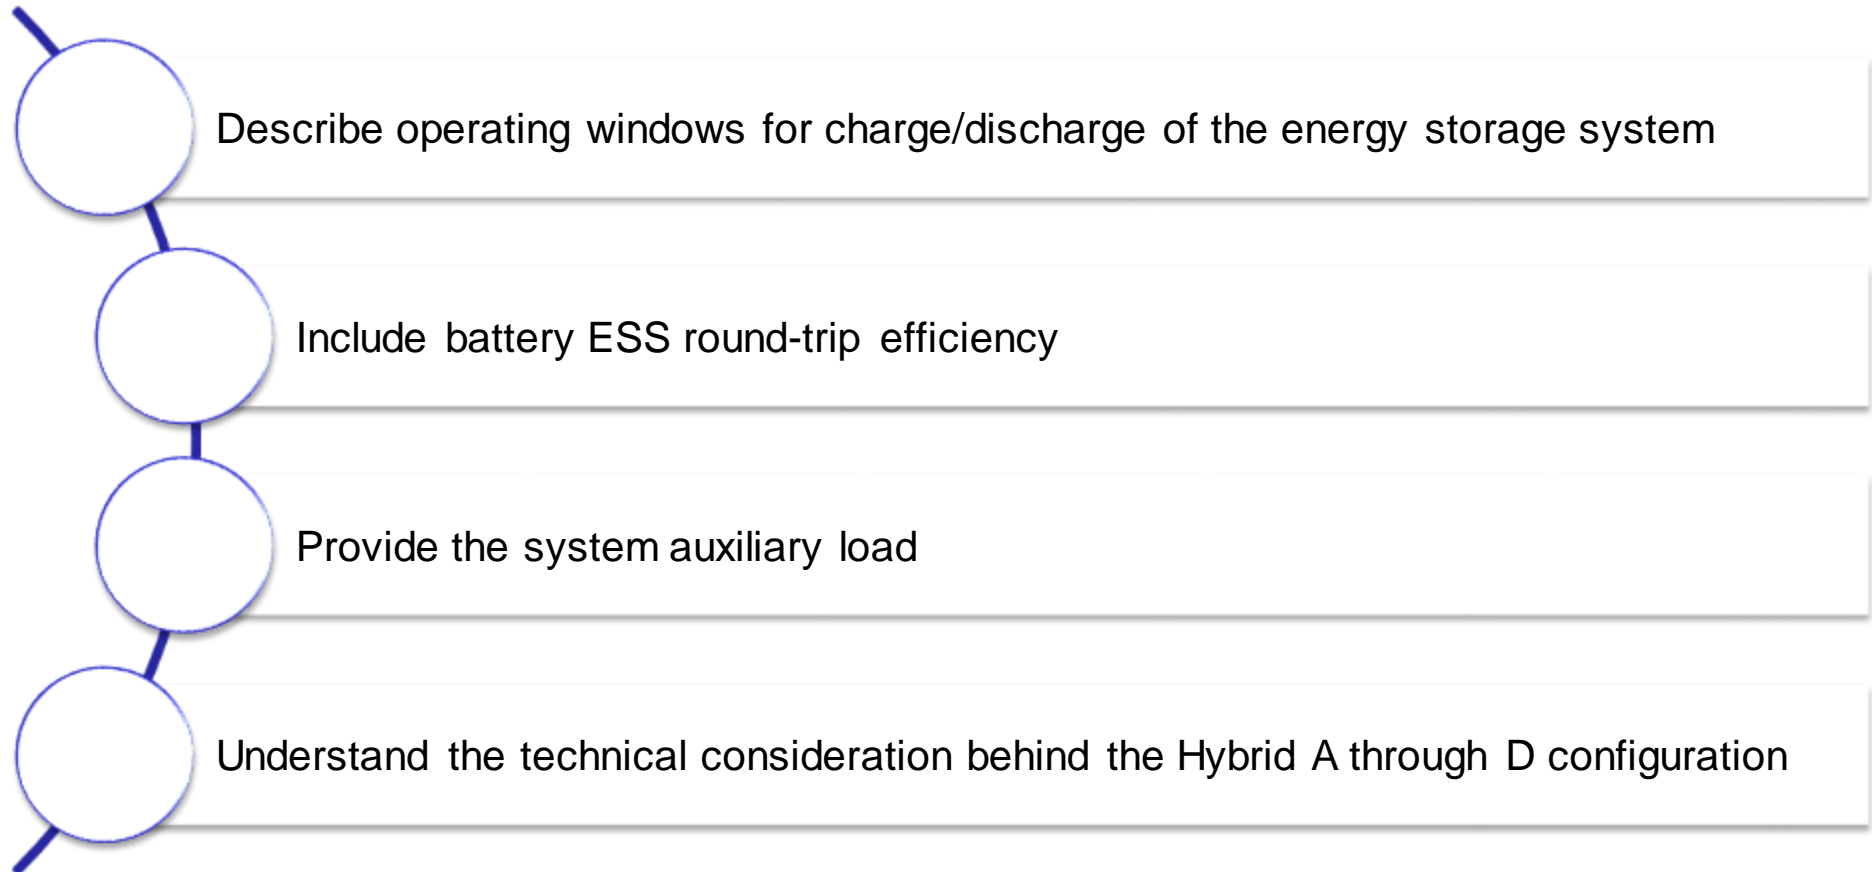 Describe operating windows for charge/discharge of the energy storage system
Include battery ESS round-trip efficiency
Provide the system auxiliary load
Understand the technical consideration behind the Hybrid A through D configuration